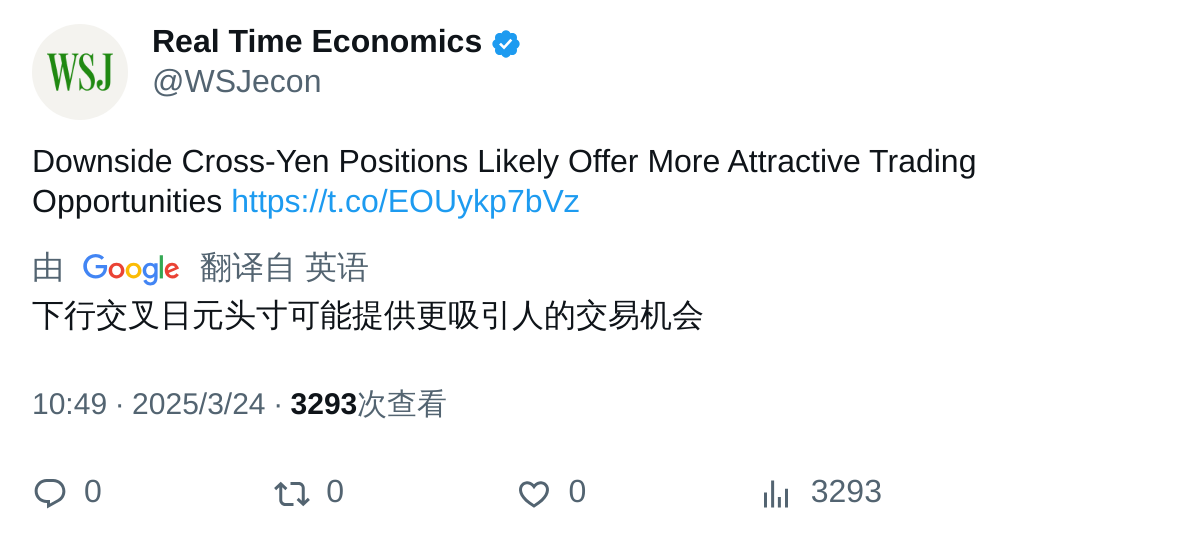 WSJ
Real Time Economics
@WSJecon
Downside Cross-Yen Positions Likely Offer More Attractive Trading
Opportunities https://t.co/EOUykp7bVz
由 Google 翻译自 英语
下行交叉日元头寸可能提供更吸引人的交易机会
10:49 · 2025/3/24 · 3293次查看
0 0 0 3293